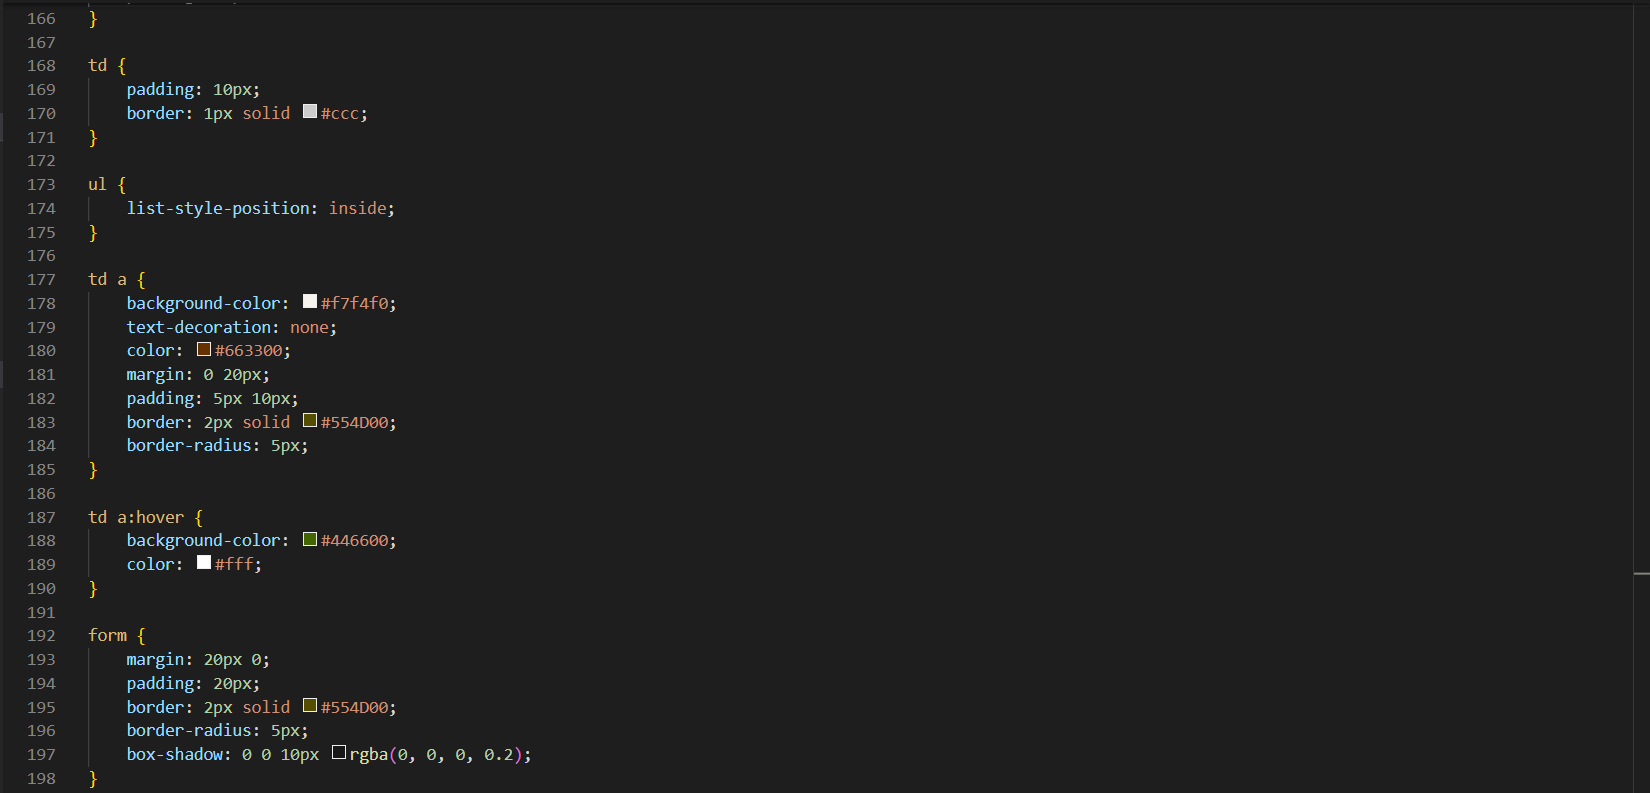 166 }
167
168 td {
169     padding: 10px;
170     border: 1px solid #ccc;
171 }
172
173 ul {
174     list-style-position: inside;
175 }
176
177 td a {
178     background-color: #f7f4f0;
179     text-decoration: none;
180     color: #663300;
181     margin: 0 20px;
182     padding: 5px 10px;
183     border: 2px solid #554D00;
184     border-radius: 5px;
185 }
186
187 td a:hover {
188     background-color: #446600;
189     color: #fff;
190 }
191
192 form {
193     margin: 20px 0;
194     padding: 20px;
195     border: 2px solid #554D00;
196     border-radius: 5px;
197     box-shadow: 0 0 10px rgba(0, 0, 0, 0.2);
198 }